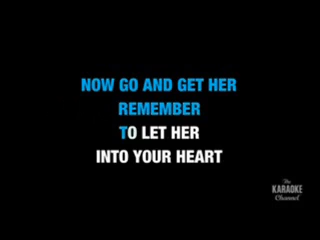 NOW GO AND GET HER
REMEMBER
TO LET HER
INTO YOUR HEART
The
KARAOKE
Channel